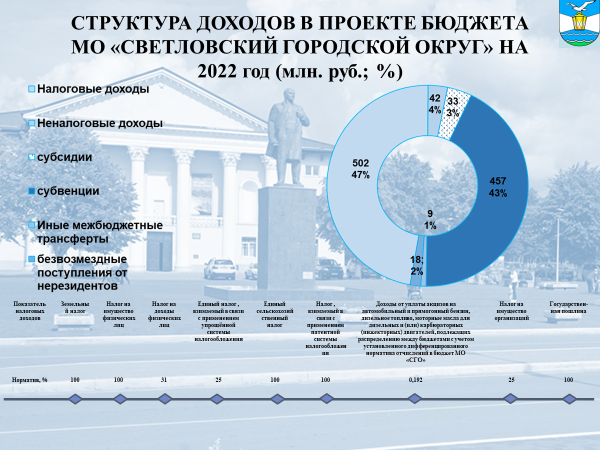 СТРУКТУРА ДОХОДОВ В ПРОЕКТЕ БЮДЖЕТА
МО «СВЕТЛОВСКИЙ ГОРОДСКОЙ ОКРУГ» НА
2022 год (млн. руб.; %)
Налоговые доходы
Неналоговые доходы
субсидии
субвенции
Иные межбюджетные
трансферты
безвозмездные
поступления от
нерезидентов
42
4%
33
3%
502
47%
457
43%
9
1%
18;
2%
Показатель
налоговых
доходов
Земельны
й налог
Налог на
имущество
физических
лиц
Налог на
доходы
физических
лиц
Единый налог ,
взимаемый в связи
с применением
упрощённой
системы
налогообложения
Единый
сельскохозяй
ственный
налог
Налог ,
взимаемый в
связи с
применением
патентной
системы
налогообложен
ия
Доходы от уплаты акцизов на
автомобильный и прямогонный бензин,
дизельное топливо, моторные масла для
дизельных и (или) карбюраторных
(инжекторных) двигателей, подлежащих
распределению между бюджетами с учетом
установленного дифференцированного
норматива отчислений в бюджет МО
«СГО»
Налог на
имущество
организаций
Государствен-
ная пошлина
Норматив, %
100
100
31
25
100
100
0,192
25
100